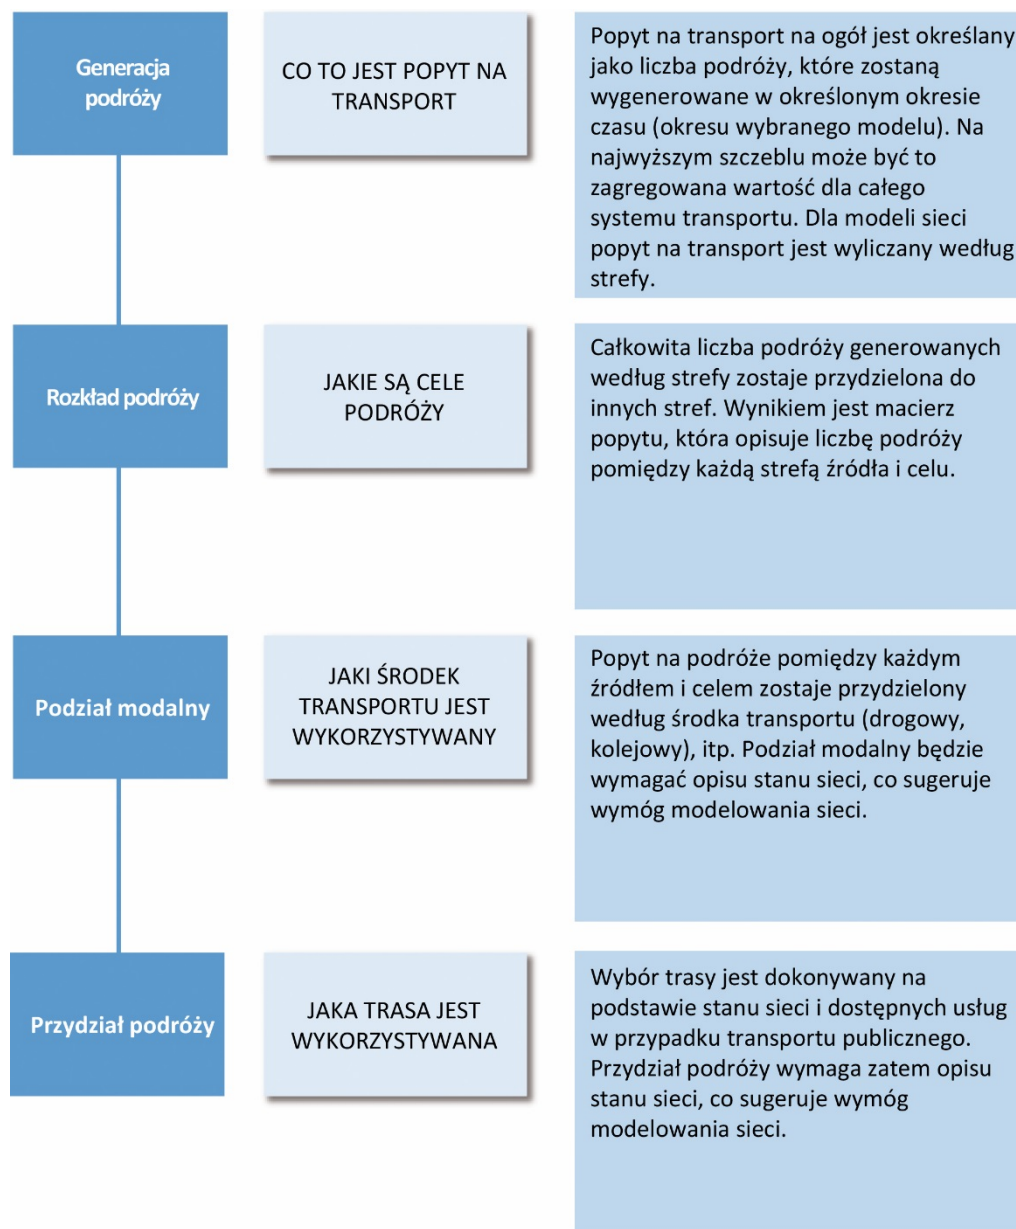 Generacja
podróży
CO TO JEST POPYT NA
TRANSPORT
Popyt na transport na ogół jest określany
jako liczba podróży, które zostaną
wygenerowane w określonym okresie
czasu (okresu wybranego modelu). Na
najwyższym szczeblu może być to
zagregowana wartość dla całego
systemu transportu. Dla modeli sieci
popyt na transport jest wyliczany według
strefy.
Rozkład podróży
JAKIE SĄ CELE
PODRÓŻY
Całkowita liczba podróży generowanych
według strefy zostaje przydzielona do
innych stref. Wynikiem jest macierz
popytu, która opisuje liczbę podróży
pomiędzy każdą strefą źródła i celu.
Podział modalny
JAKI ŚRODEK
TRANSPORTU JEST
WYKORZYSTYWANY
Popyt na podróże pomiędzy każdym
źródłem i celem zostaje przydzielony
według środka transportu (drogowy,
kolejowy), itp. Podział modalny będzie
wymagać opisu stanu sieci, co sugeruje
wymóg modelowania sieci.
Przydział podróży
JAKA TRASA JEST
WYKORZYSTYWANA
Wybór trasy jest dokonywany na
podstawie stanu sieci i dostępnych usług
w przypadku transportu publicznego.
Przydział podróży wymaga zatem opisu
stanu sieci, co sugeruje wymóg
modelowania sieci.